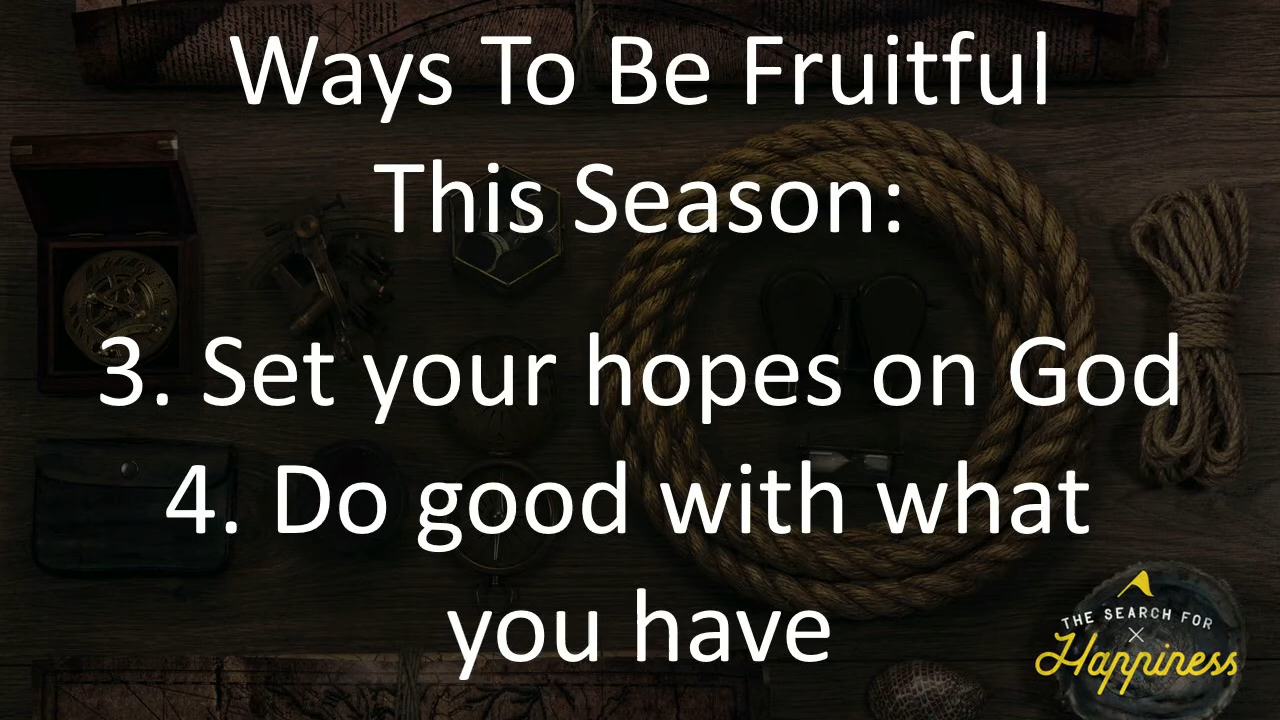 Ways To Be Fruitful
This Season:
3. Set your hopes on God
4. Do good with what
you have
THE SEARCH FOR
Happiness